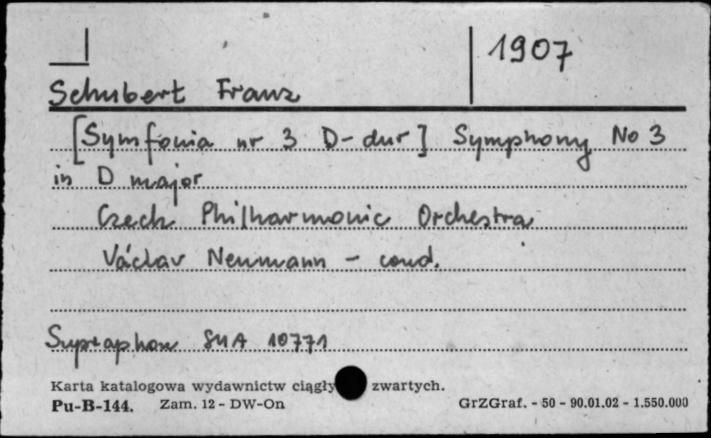 1907
Schubert Franz
[Symfonia nr 3 D-dur] Symphony No 3
in D major
Czech Philharmonic Orchestra
Václav Neumann - cond.
Supraphon SUA 10771
Karta katalogowa wydawnictw ciągły zwartych.
Pu-B-144. Zam. 12 - DW-On GrZGraf. - 50 - 90.01.02 - 1.550.000